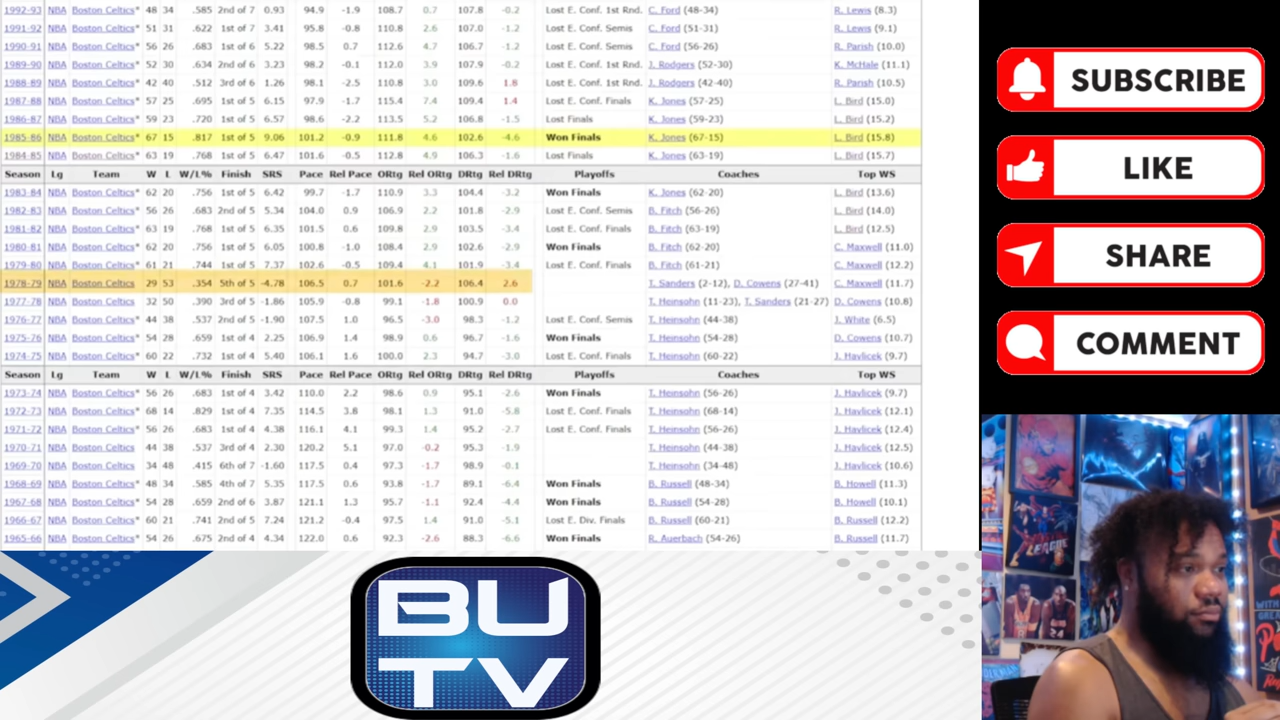 1992-93 NBA Boston Celtics* 48 34 .585 2nd of 7 0.93 94.9 -1.9 108.7 0.7 107.8 -0.2 Lost E. Conf. 1st Rnd. C. Ford (48-34) R. Lewis (8.3)
1991-92 NBA Boston Celtics* 51 31 .622 1st of 7 3.41 95.8 -0.8 110.8 2.6 107.0 -1.2 Lost E. Conf. Semis C. Ford (51-31) R. Lewis (9.1)
1990-91 NBA Boston Celtics* 56 26 .683 1st of 6 5.22 98.5 0.7 112.6 4.7 106.7 -1.2 Lost E. Conf. Semis C. Ford (56-26) R. Parish (10.0)
1989-90 NBA Boston Celtics* 52 30 .634 2nd of 6 3.23 98.2 -0.1 112.0 3.9 107.9 -0.2 Lost E. Conf. 1st Rnd. J. Rodgers (52-30) K. McHale (11.1)
1988-89 NBA Boston Celtics* 42 40 .512 3rd of 6 1.26 98.1 -2.5 110.8 3.0 109.6 1.8 Lost E. Conf. 1st Rnd. J. Rodgers (42-40) R. Parish (10.5)
1987-88 NBA Boston Celtics* 57 25 .695 1st of 5 6.15 97.9 -1.7 115.4 7.4 109.4 1.4 Lost E. Conf. Finals K. Jones (57-25) L. Bird (15.0)
1986-87 NBA Boston Celtics* 59 23 .720 1st of 5 6.57 98.6 -2.2 113.5 5.2 106.8 -1.5 Lost Finals K. Jones (59-23) L. Bird (15.2)
1985-86 NBA Boston Celtics* 67 15 .817 1st of 5 9.06 101.2 -0.9 111.8 4.6 102.6 -4.6 Won Finals K. Jones (67-15) L. Bird (15.8)
1984-85 NBA Boston Celtics* 63 19 .768 1st of 5 6.47 101.6 -0.5 112.8 4.9 106.3 -1.6 Lost Finals K. Jones (63-19) L. Bird (15.7)
Season Lg Team W L W/L% Finish SRS Pace Rel Pace ORtg Rel ORtg DRtg Rel DRtg Playoffs Coaches Top WS
1983-84 NBA Boston Celtics* 62 20 .756 1st of 5 6.42 99.7 -1.7 110.9 3.3 104.4 -3.2 Won Finals K. Jones (62-20) L. Bird (13.6)
1982-83 NBA Boston Celtics* 56 26 .683 2nd of 5 5.34 104.0 0.9 106.9 2.2 101.8 -2.9 Lost E. Conf. Semis B. Fitch (56-26) L. Bird (14.0)
1981-82 NBA Boston Celtics* 63 19 .768 1st of 5 6.35 101.5 0.6 109.8 2.9 103.5 -3.4 Lost E. Conf. Finals B. Fitch (63-19) L. Bird (12.5)
1980-81 NBA Boston Celtics* 62 20 .756 1st of 5 6.05 100.8 -1.0 108.4 2.9 102.6 -2.9 Won Finals B. Fitch (62-20) C. Maxwell (11.0)
1979-80 NBA Boston Celtics* 61 21 .744 1st of 5 7.37 102.6 -0.5 109.4 4.1 101.9 -3.4 Lost E. Conf. Finals B. Fitch (61-21) C. Maxwell (12.2)
1978-79 NBA Boston Celtics 29 53 .354 5th of 5 -4.78 106.5 0.7 101.6 -2.2 106.4 2.6 T. Sanders (2-12), D. Cowens (27-41) C. Maxwell (11.7)
1977-78 NBA Boston Celtics 32 50 .390 3rd of 5 -1.86 105.9 -0.8 99.1 -1.8 100.9 0.0 T. Heinsohn (11-23), T. Sanders (21-27) D. Cowens (10.8)
1976-77 NBA Boston Celtics* 44 38 .537 2nd of 5 -1.90 107.5 1.0 96.5 -3.0 98.3 -1.2 Lost E. Conf. Semis T. Heinsohn (44-38) J. White (6.5)
1975-76 NBA Boston Celtics* 54 28 .659 1st of 4 2.25 106.9 1.4 98.9 0.6 96.7 -1.6 Won Finals T. Heinsohn (54-28) D. Cowens (10.7)
1974-75 NBA Boston Celtics* 60 22 .732 1st of 4 5.40 106.1 1.6 100.0 2.3 94.7 -3.0 Lost E. Conf. Finals T. Heinsohn (60-22) J. Havlicek (9.7)
Season Lg Team W L W/L% Finish SRS Pace Rel Pace ORtg Rel ORtg DRtg Rel DRtg Playoffs Coaches Top WS
1973-74 NBA Boston Celtics* 56 26 .683 1st of 4 3.42 110.0 2.2 98.6 0.9 95.1 -2.6 Won Finals T. Heinsohn (56-26) J. Havlicek (9.7)
1972-73 NBA Boston Celtics* 68 14 .829 1st of 4 7.35 114.5 3.8 98.1 1.3 91.0 -5.8 Lost E. Conf. Finals T. Heinsohn (68-14) J. Havlicek (12.1)
1971-72 NBA Boston Celtics* 56 26 .683 1st of 4 4.38 116.1 4.1 99.3 1.4 95.2 -2.7 Lost E. Conf. Finals T. Heinsohn (56-26) J. Havlicek (12.4)
1970-71 NBA Boston Celtics 44 38 .537 3rd of 4 2.30 120.2 5.1 97.0 -0.2 95.3 -1.9 T. Heinsohn (44-38) J. Havlicek (12.5)
1969-70 NBA Boston Celtics 34 48 .415 6th of 7 -1.60 117.5 0.4 97.3 -1.7 98.9 -0.1 T. Heinsohn (34-48) J. Havlicek (10.6)
1968-69 NBA Boston Celtics* 48 34 .585 4th of 7 5.35 117.5 0.6 93.8 -1.7 89.1 -6.4 Won Finals B. Russell (48-34) B. Howell (11.3)
1967-68 NBA Boston Celtics* 54 28 .659 2nd of 6 3.87 121.1 1.3 95.7 -1.1 92.4 -4.4 Won Finals B. Russell (54-28) B. Howell (10.1)
1966-67 NBA Boston Celtics* 60 21 .741 2nd of 5 7.24 121.2 -0.4 97.5 1.4 91.0 -5.1 Lost E. Div. Finals B. Russell (60-21) B. Russell (12.2)
1965-66 NBA Boston Celtics* 54 26 .675 2nd of 5 4.34 122.0 0.6 92.3 -2.6 88.3 -6.6 Won Finals R. Auerbach (54-26) B. Russell (11.7)
SUBSCRIBE
LIKE
SHARE
COMMENT
BU
TV